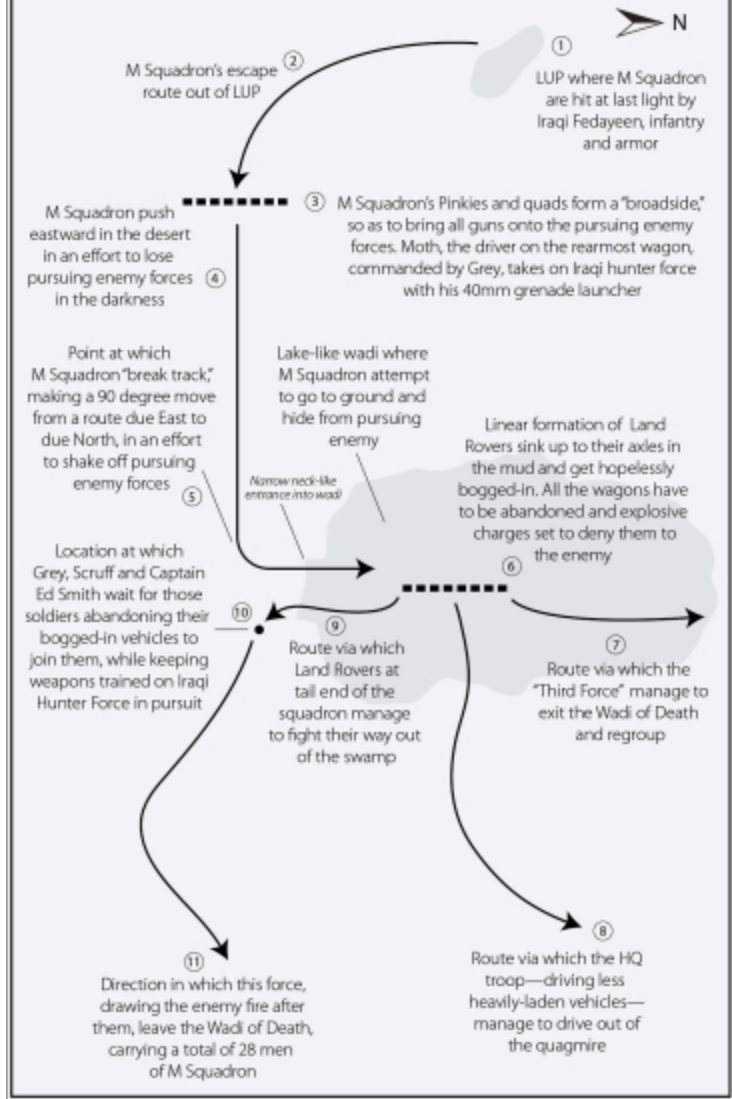 N
①
LUP where M Squadron
are hit at last light by
Iraqi Fedayeen, infantry
and armor
②
M Squadron's escape
route out of LUP
③
M Squadron's Pinkies and quads form a "broadside,"
so as to bring all guns onto the pursuing enemy
forces. Moth, the driver on the rearmost wagon,
commanded by Grey, takes on Iraqi hunter force
with his 40mm grenade launcher
M Squadron push
eastward in the desert
in an effort to lose
pursuing enemy forces
in the darkness
④
Point at which
M Squadron "break track,"
making a 90 degree move
from a route due East to
due North, in an effort
to shake off pursuing
enemy forces
⑤
Lake-like wadi where
M Squadron attempt
to go to ground and
hide from pursuing
enemy
Narrow neck-like
entrance into wadi
Linear formation of Land
Rovers sink up to their axles in
the mud and get hopelessly
bogged-in. All the wagons have
to be abandoned and explosive
charges set to deny them to
the enemy
⑥
⑦
Route via which the
"Third Force" manage to
exit the Wadi of Death
and regroup
Location at which
Grey, Scruff and Captain
Ed Smith wait for those
soldiers abandoning their
bogged-in vehicles to
join them, while keeping
weapons trained on Iraqi
Hunter Force in pursuit
⑩
⑨
Route via which
Land Rovers at
tail end of the
squadron manage
to fight their way out
of the swamp
⑧
Route via which the HQ
troop—driving less
heavily-laden vehicles—
manage to drive out of
the quagmire
⑪
Direction in which this force,
drawing the enemy fire after
them, leave the Wadi of Death,
carrying a total of 28 men
of M Squadron